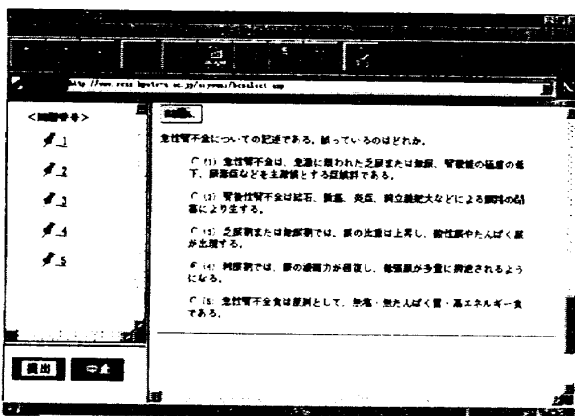 <問題番号>
1
2
3
4
5
急性腎不全についての記述である。誤っているのはどれか。
(1) 急性腎不全は、急激に現われた乏尿または無尿、腎機能の極度の低
下、尿毒症などを主徴候とする症候群である。
(2) 腎後性腎不全は結石、腫瘍、炎症、前立腺肥大などによる尿路の閉
塞により生ずる。
(3) 乏尿期または無尿期では、尿の比重は上昇し、酸性尿やたんぱく尿
が出現する。
(4) 利尿期では、尿の濃縮力が回復し、等張尿が多量に排泄されるよう
になる。
(5) 急性腎不全食は原則として、無塩・無たんぱく質・高エネルギー食
である。
提出
中止